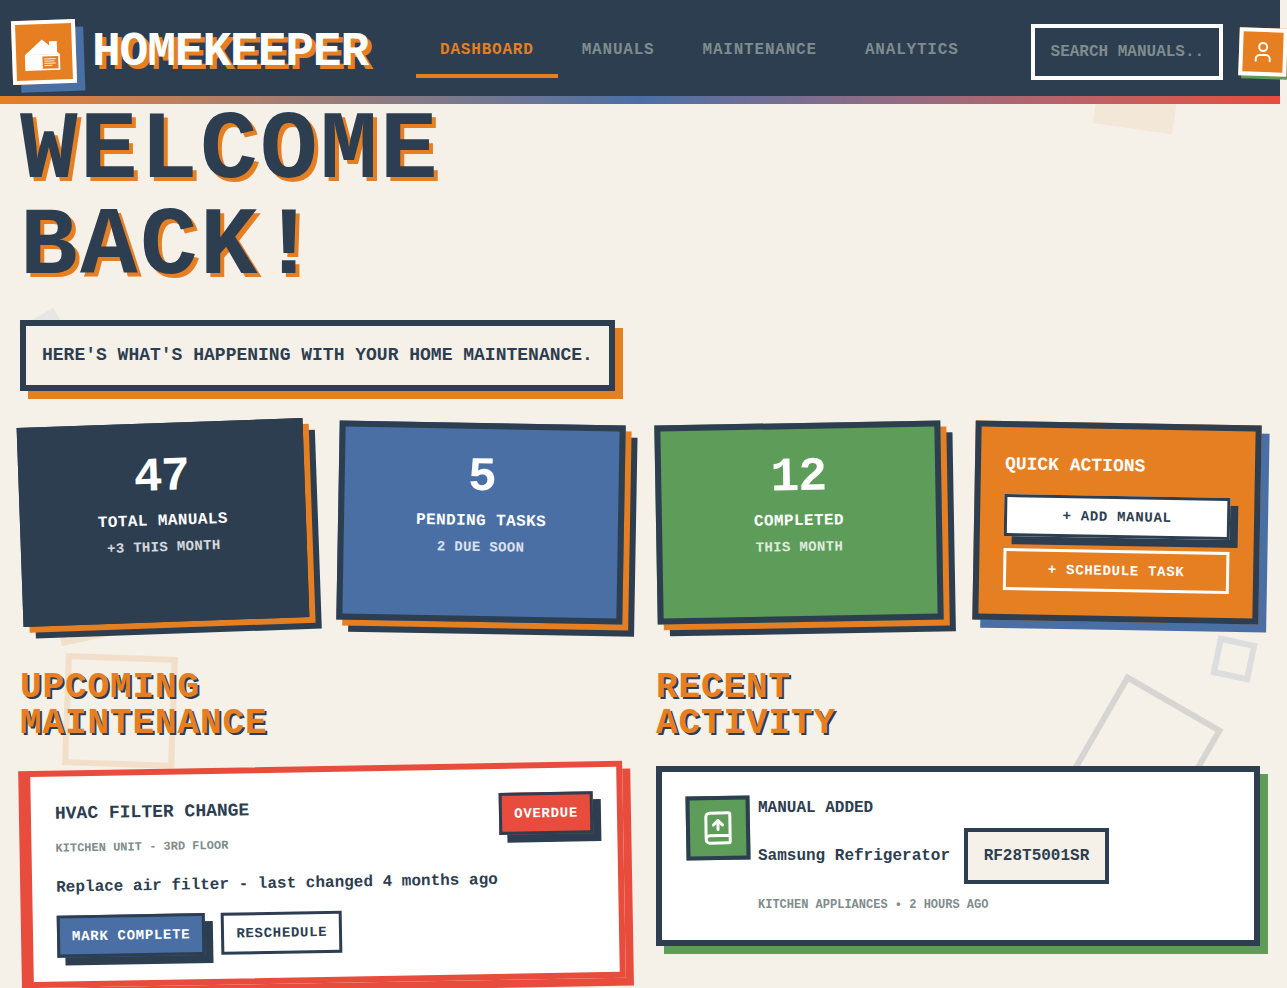 HOMEKEEPER
DASHBOARD
MANUALS
MAINTENANCE
ANALYTICS
SEARCH MANUALS..
WELCOME
BACK!
HERE'S WHAT'S HAPPENING WITH YOUR HOME MAINTENANCE.
47
TOTAL MANUALS
+3 THIS MONTH
5
PENDING TASKS
2 DUE SOON
12
COMPLETED
THIS MONTH
QUICK ACTIONS
+ ADD MANUAL
+ SCHEDULE TASK
UPCOMING
MAINTENANCE
HVAC FILTER CHANGE
OVERDUE
KITCHEN UNIT - 3RD FLOOR
Replace air filter - last changed 4 months ago
MARK COMPLETE
RESCHEDULE
RECENT
ACTIVITY
MANUAL ADDED
Samsung Refrigerator RF28T5001SR
KITCHEN APPLIANCES • 2 HOURS AGO